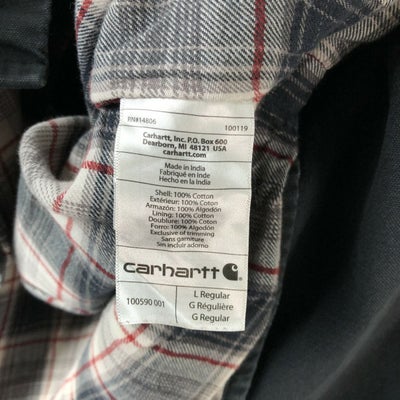 RN#14806 100119
Carhartt, Inc. P.O. Box 600
Dearborn, MI 48121 USA
carhartt.com
Made in India
Fabriqué en Inde
Hecho en la India
Shell: 100% Cotton
Extérieur: 100% Coton
Armazón: 100% Algodón
Lining: 100% Cotton
Doublure: 100% Coton
Forro: 100% Algodón
Exclusive of trimming
Sans garniture
Sin incluir adorno
carhartt
100590 001
L Regular
G Régulière
G Regular